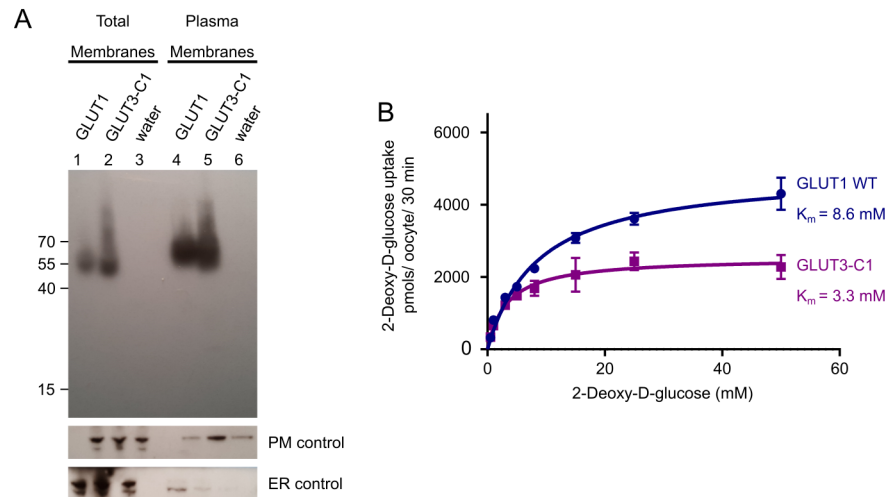 A
Total
Membranes
Plasma
Membranes
GLUT1
GLUT3-C1
water
GLUT1
GLUT3-C1
water
1 2 3 4 5 6
70
55
40
15
PM control
ER control
B
2-Deoxy-D-glucose uptake
pmols/ oocyte/ 30 min
6000
4000
2000
0
0 20 40 60
2-Deoxy-D-glucose (mM)
GLUT1 WT
Km = 8.6 mM
GLUT3-C1
Km = 3.3 mM